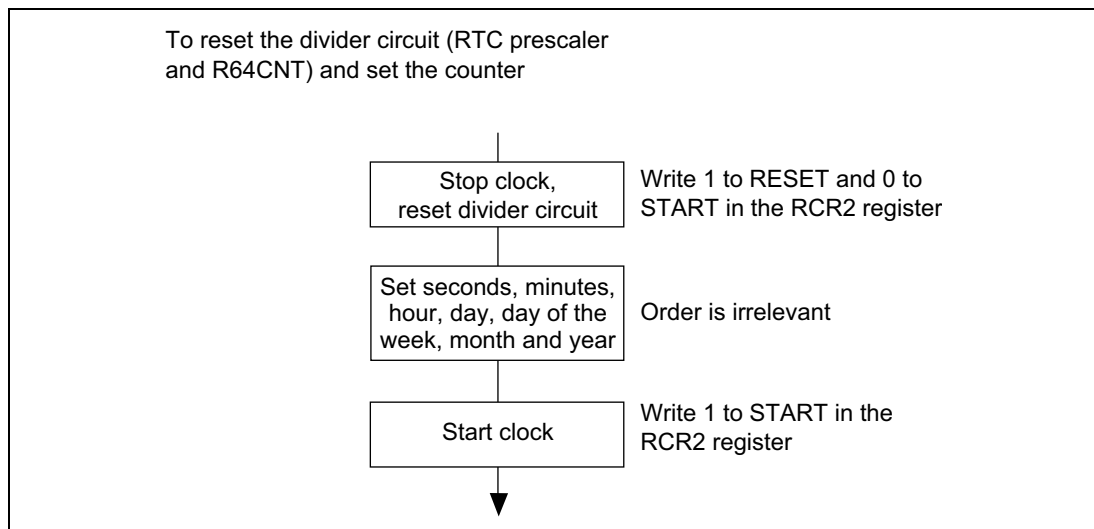 To reset the divider circuit (RTC prescaler
and R64CNT) and set the counter
Stop clock,
reset divider circuit
Write 1 to RESET and 0 to
START in the RCR2 register
Set seconds, minutes,
hour, day, day of the
week, month and year
Order is irrelevant
Start clock
Write 1 to START in the
RCR2 register